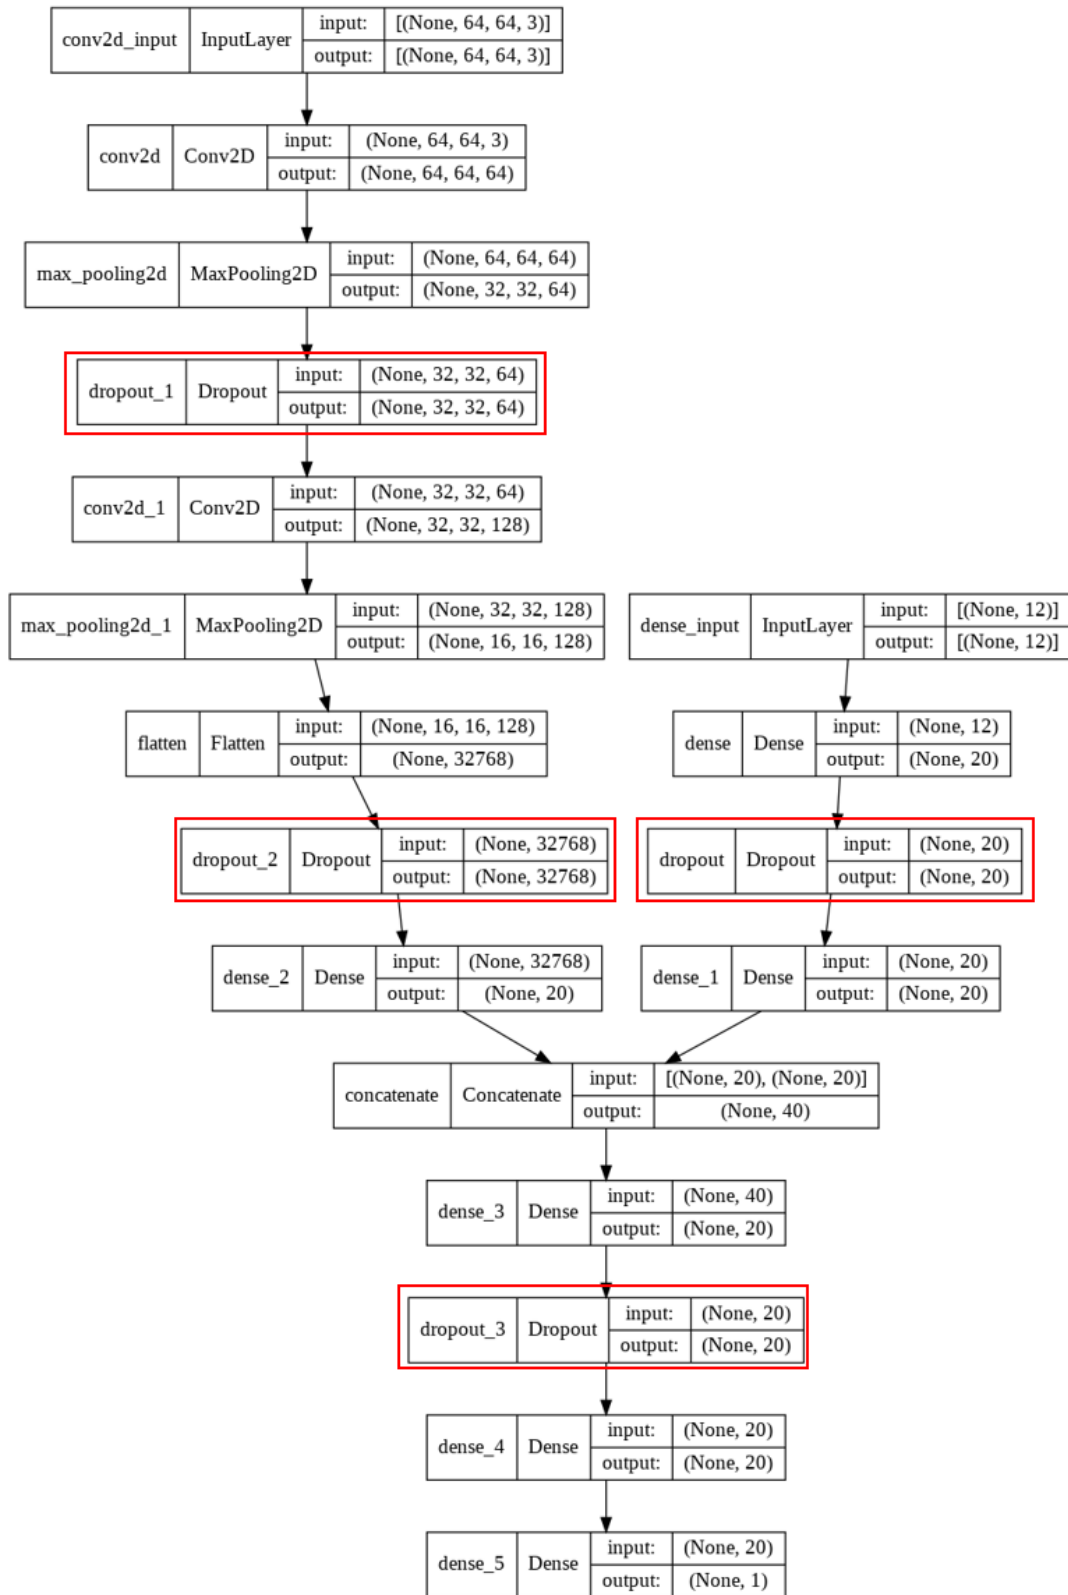 conv2d_input InputLayer input: [(None, 64, 64, 3)]
output: [(None, 64, 64, 3)]
conv2d Conv2D input: (None, 64, 64, 3)
output: (None, 64, 64, 64)
max_pooling2d MaxPooling2D input: (None, 64, 64, 64)
output: (None, 32, 32, 64)
dropout_1 Dropout input: (None, 32, 32, 64)
output: (None, 32, 32, 64)
conv2d_1 Conv2D input: (None, 32, 32, 64)
output: (None, 32, 32, 128)
max_pooling2d_1 MaxPooling2D input: (None, 32, 32, 128)
output: (None, 16, 16, 128)
dense_input InputLayer input: [(None, 12)]
output: [(None, 12)]
flatten Flatten input: (None, 16, 16, 128)
output: (None, 32768)
dense Dense input: (None, 12)
output: (None, 20)
dropout_2 Dropout input: (None, 32768)
output: (None, 32768)
dropout Dropout input: (None, 20)
output: (None, 20)
dense_2 Dense input: (None, 32768)
output: (None, 20)
dense_1 Dense input: (None, 20)
output: (None, 20)
concatenate Concatenate input: [(None, 20), (None, 20)]
output: (None, 40)
dense_3 Dense input: (None, 40)
output: (None, 20)
dropout_3 Dropout input: (None, 20)
output: (None, 20)
dense_4 Dense input: (None, 20)
output: (None, 20)
dense_5 Dense input: (None, 20)
output: (None, 1)